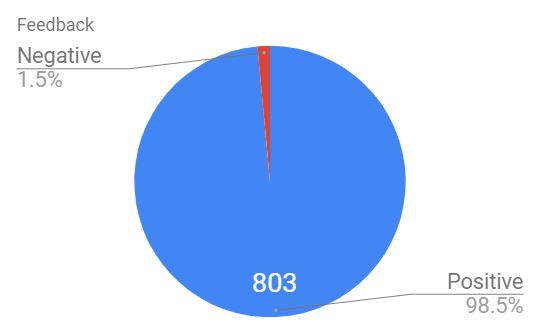 Feedback
Negative
1.5%
803
Positive
98.5%